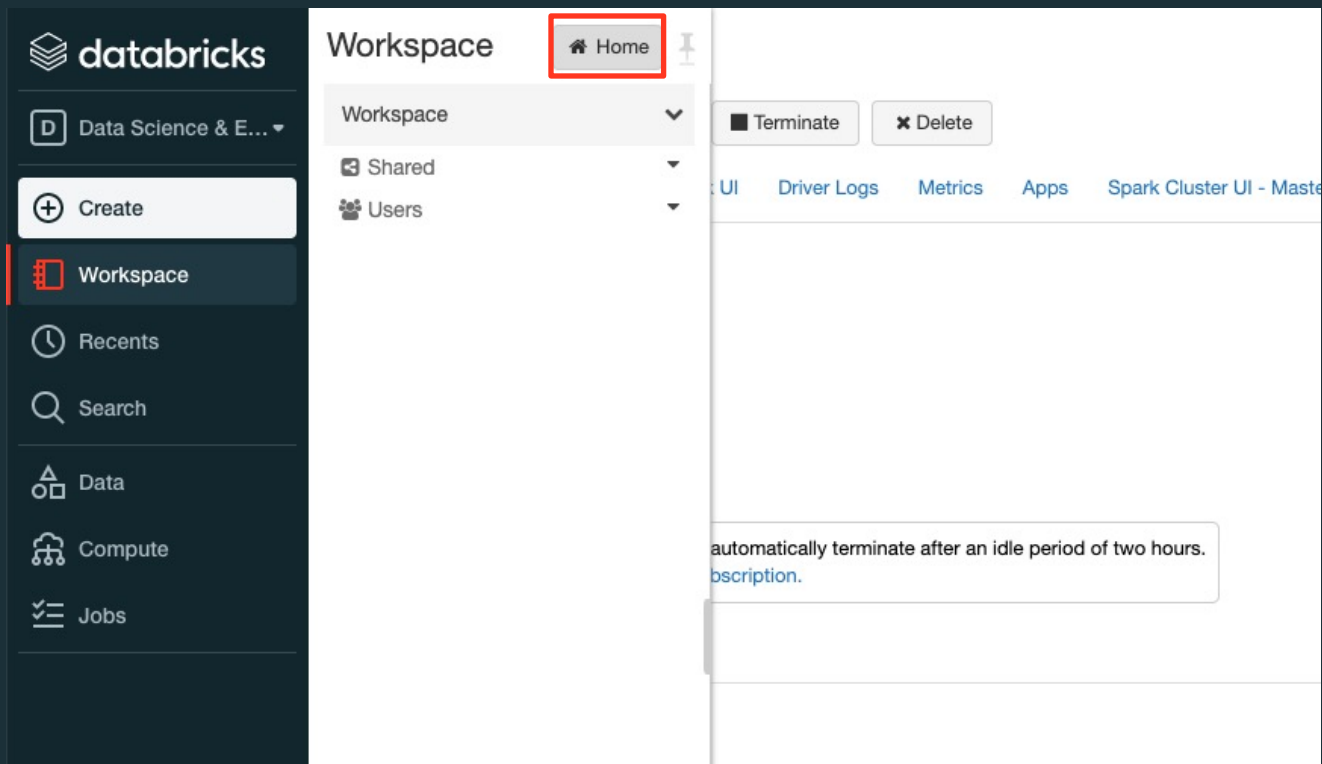 databricks
D Data Science & E...
Create
Workspace
Recents
Search
Data
Compute
Jobs
Workspace
Home
Workspace
Shared
Users
Terminate
Delete
UI
Driver Logs
Metrics
Apps
Spark Cluster UI - Maste
automatically terminate after an idle period of two hours.
bscription.